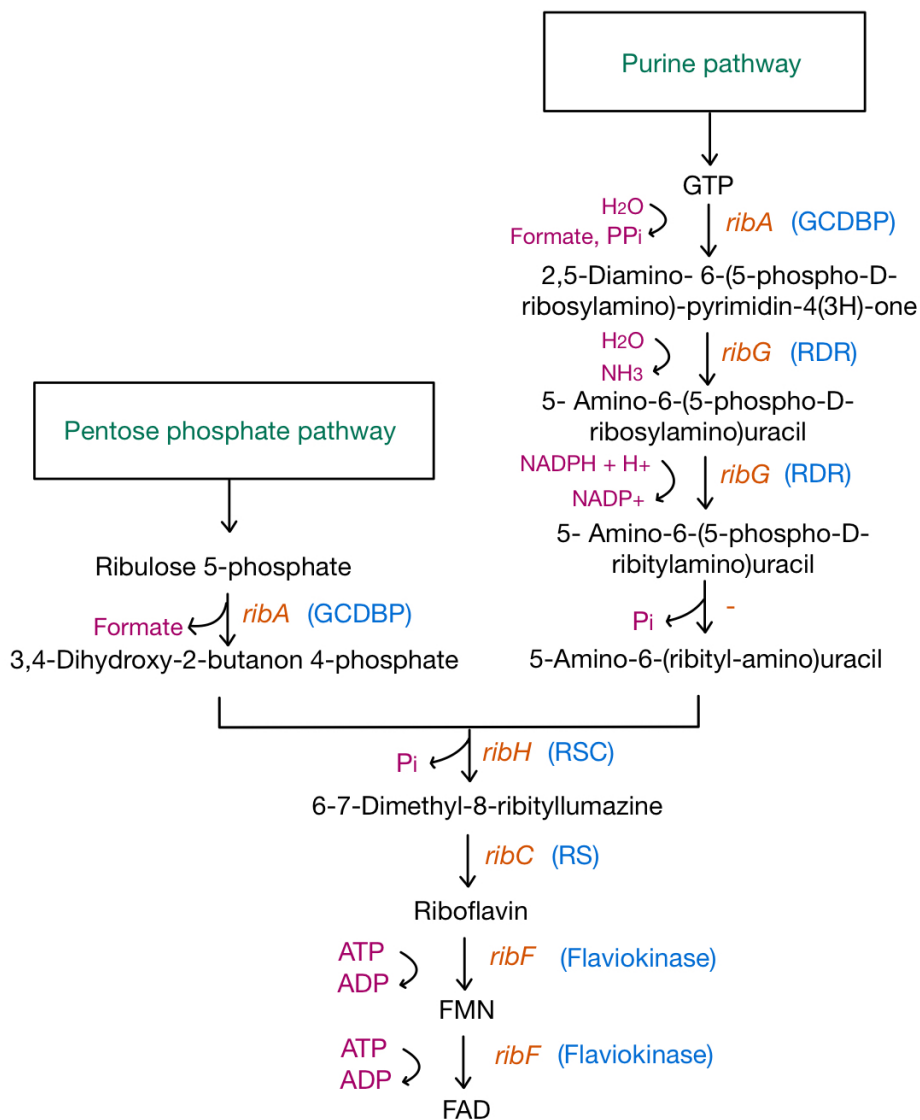 Purine pathway
GTP
H2O
Formate, PPi
ribA (GCDBP)
2,5-Diamino- 6-(5-phospho-D-
ribosylamino)-pyrimidin-4(3H)-one
H2O
NH3
ribG (RDR)
5- Amino-6-(5-phospho-D-
ribosylamino)uracil
NADPH + H+
NADP+
ribG (RDR)
5- Amino-6-(5-phospho-D-
ribitylamino)uracil
Pi
-
5-Amino-6-(ribityl-amino)uracil
Pentose phosphate pathway
Ribulose 5-phosphate
Formate
ribA (GCDBP)
3,4-Dihydroxy-2-butanon 4-phosphate
Pi
ribH (RSC)
6-7-Dimethyl-8-ribityllumazine
ribC (RS)
Riboflavin
ATP
ADP
ribF (Flaviokinase)
FMN
ATP
ADP
ribF (Flaviokinase)
FAD